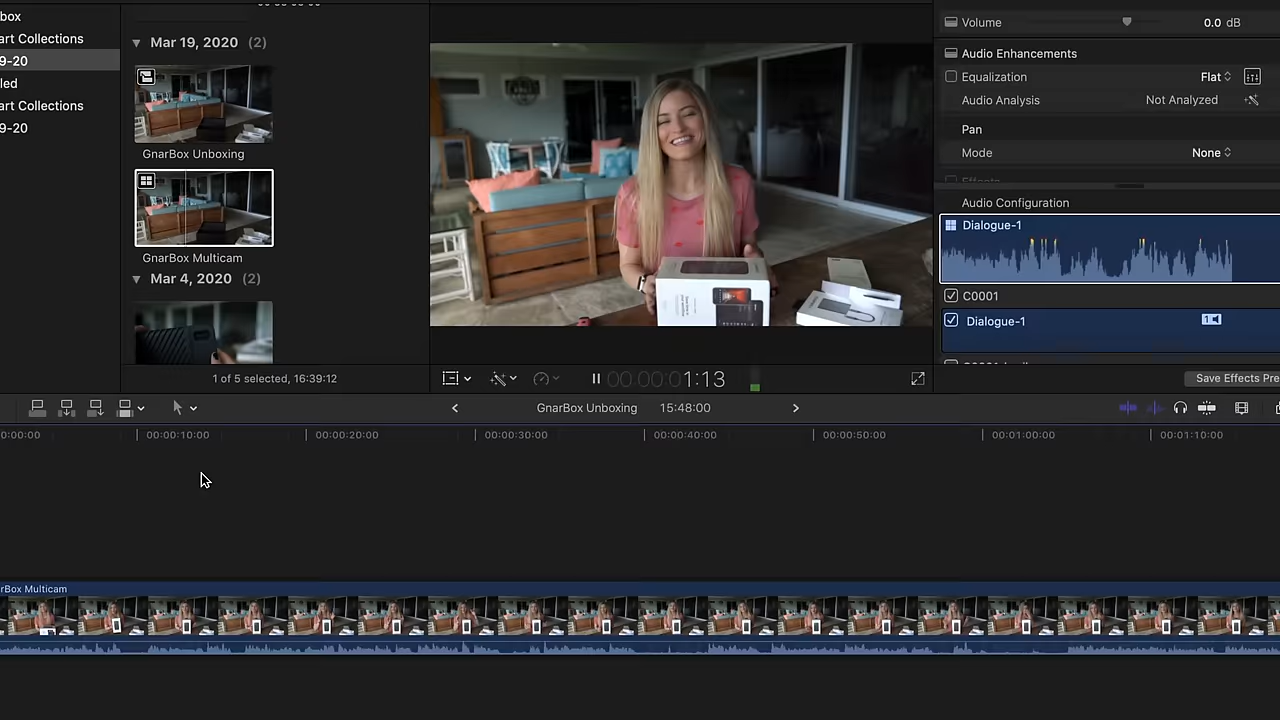 box
art Collections
9-20
led
art Collections
9-20
Mar 19, 2020 (2)
GnarBox Unboxing
GnarBox Multicam
Mar 4, 2020 (2)
1 of 5 selected, 16:39:12
00:00:01:13
Volume 0.0 dB
Audio Enhancements
Equalization Flat
Audio Analysis Not Analyzed
Pan
Mode None
Effects
Audio Configuration
Dialogue-1
C0001
Dialogue-1
1
Save Effects Pre
GnarBox Unboxing 15:48:00
0:00:00 00:00:10:00 00:00:20:00 00:00:30:00 00:00:40:00 00:00:50:00 00:01:00:00 00:01:10:00
rBox Multicam